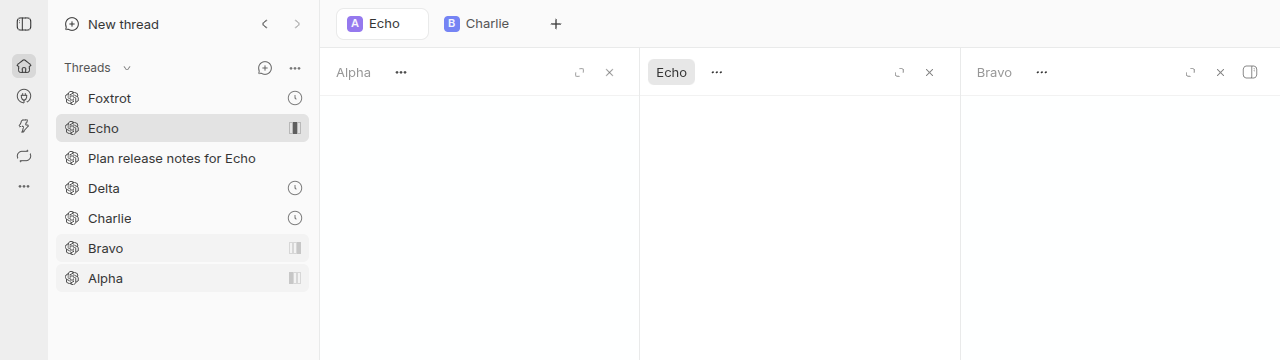 New thread
Threads
Foxtrot
Echo
Plan release notes for Echo
Delta
Charlie
Bravo
Alpha
A Echo
B Charlie
Alpha
Echo
Bravo